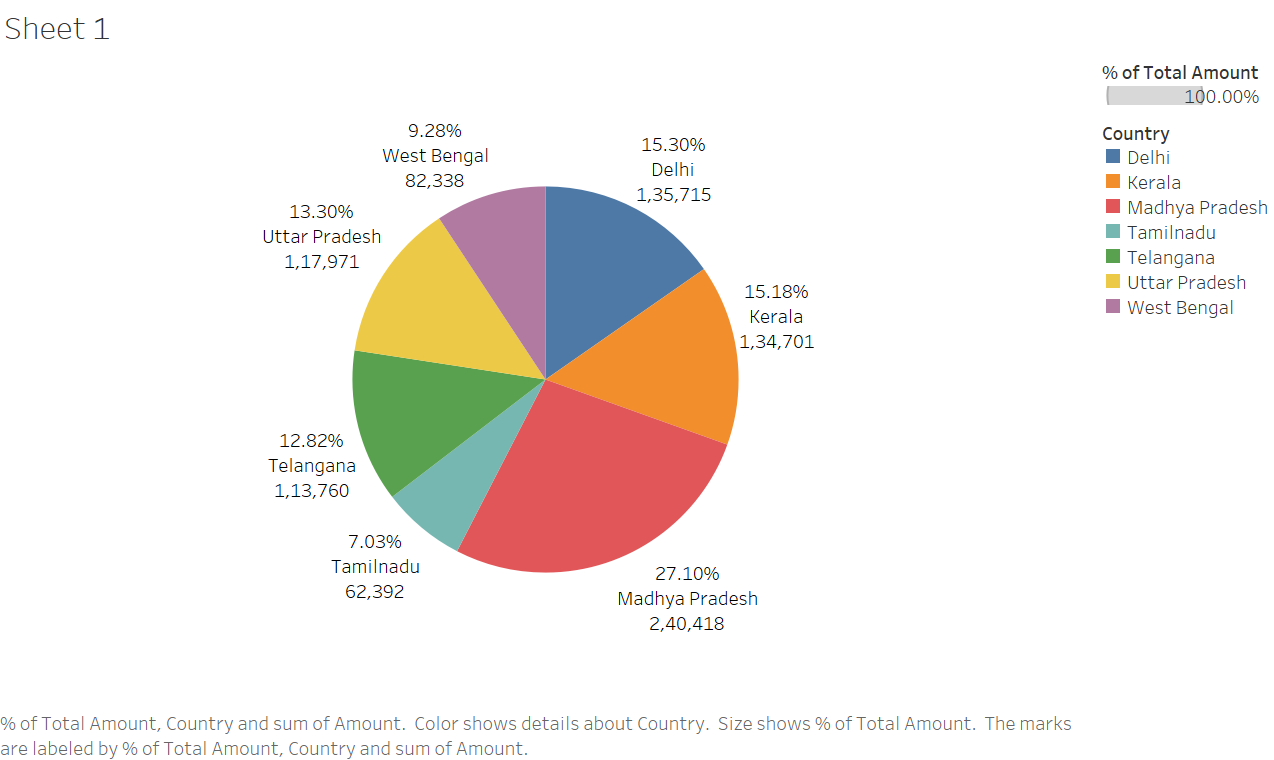 Sheet 1
% of Total Amount
100.00%
Country
Delhi
Kerala
Madhya Pradesh
Tamilnadu
Telangana
Uttar Pradesh
West Bengal
9.28%
West Bengal
82,338
15.30%
Delhi
1,35,715
13.30%
Uttar Pradesh
1,17,971
15.18%
Kerala
1,34,701
12.82%
Telangana
1,13,760
7.03%
Tamilnadu
62,392
27.10%
Madhya Pradesh
2,40,418
% of Total Amount, Country and sum of Amount.  Color shows details about Country.  Size shows % of Total Amount.  The marks
are labeled by % of Total Amount, Country and sum of Amount.